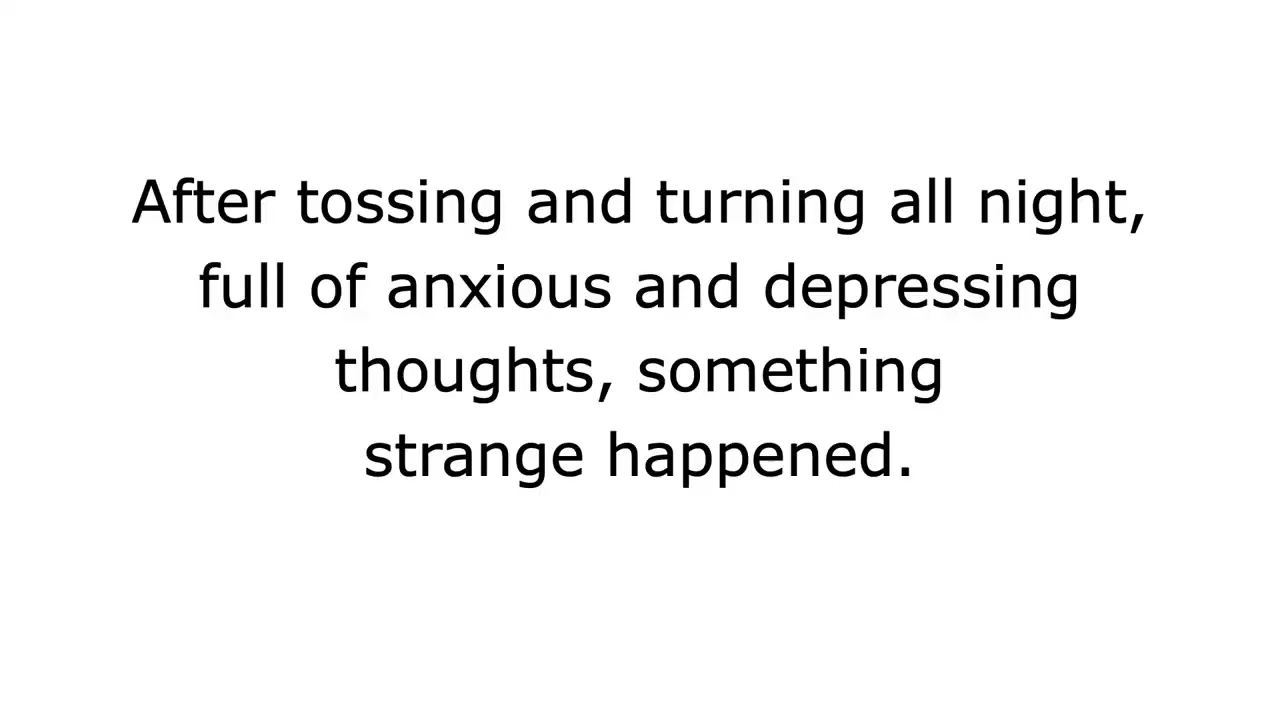 After tossing and turning all night,
full of anxious and depressing
thoughts, something
strange happened.